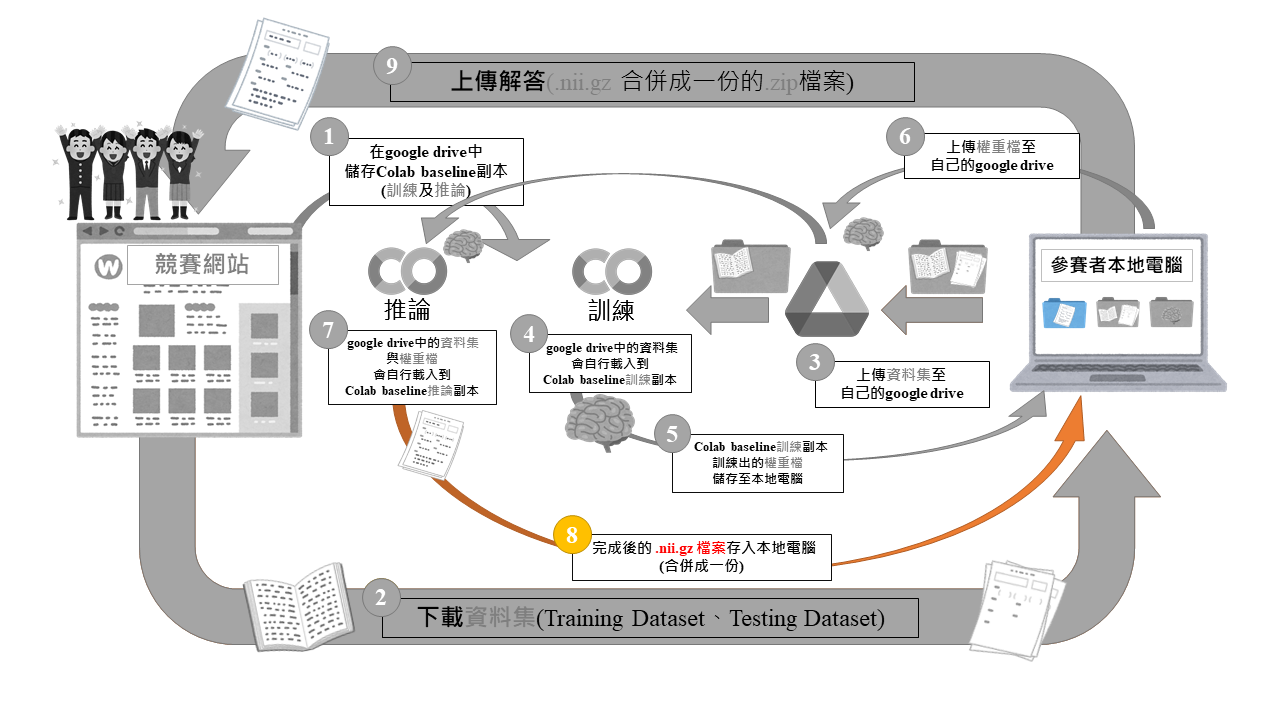 9
上傳解答(.nii.gz 合併成一份的.zip檔案)
1
在google drive中
儲存Colab baseline副本
(訓練及推論)
6
上傳權重檔至
自己的google drive
W
競賽網站
參賽者本地電腦
推論
訓練
7
google drive中的資料集
與權重檔
會自行載入到
Colab baseline推論副本
4
google drive中的資料集
會自行載入到
Colab baseline訓練副本
3
上傳資料集至
自己的google drive
5
Colab baseline訓練副本
訓練出的權重檔
儲存至本地電腦
8
完成後的 .nii.gz 檔案存入本地電腦
(合併成一份)
2
下載資料集(Training Dataset、Testing Dataset)